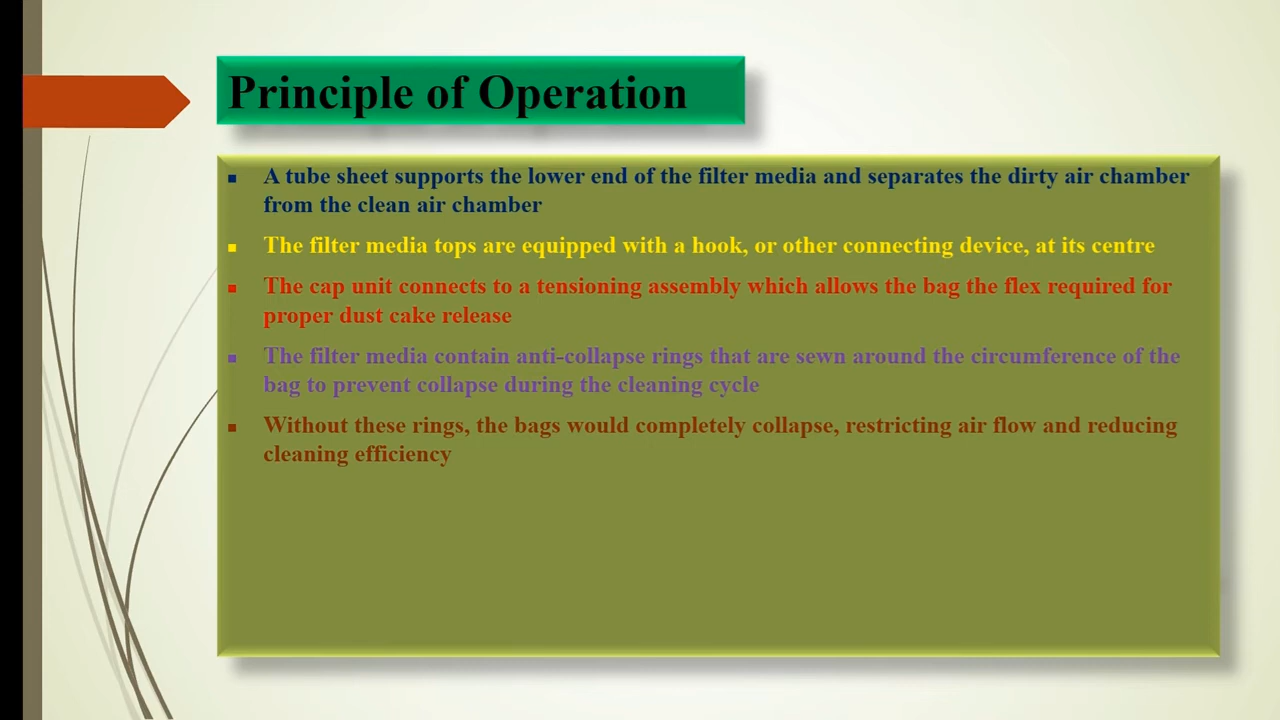 Principle of Operation
A tube sheet supports the lower end of the filter media and separates the dirty air chamber
from the clean air chamber
The filter media tops are equipped with a hook, or other connecting device, at its centre
The cap unit connects to a tensioning assembly which allows the bag the flex required for
proper dust cake release
The filter media contain anti-collapse rings that are sewn around the circumference of the
bag to prevent collapse during the cleaning cycle
Without these rings, the bags would completely collapse, restricting air flow and reducing
cleaning efficiency